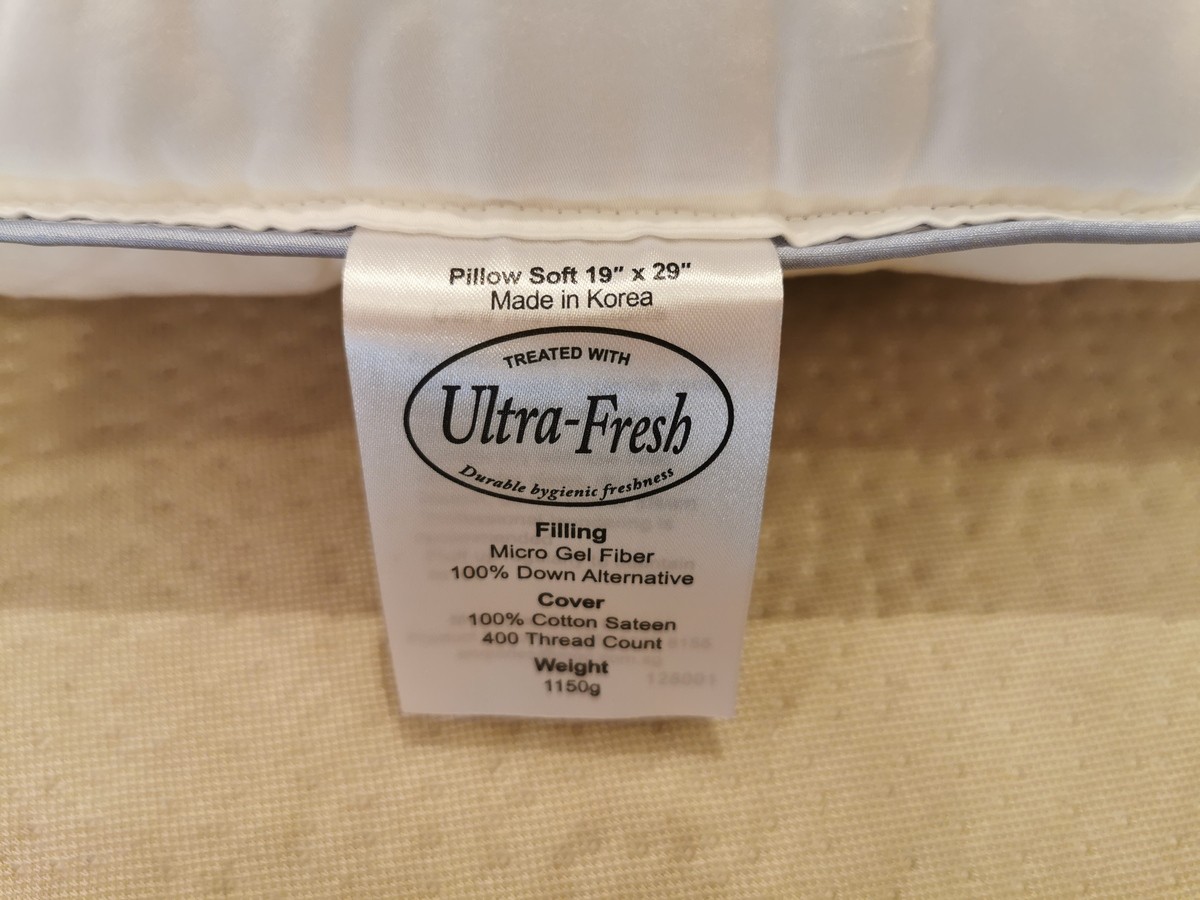 Pillow Soft 19" x 29"
Made in Korea
TREATED WITH
Ultra-Fresh
Durable hygienic freshness
Filling
Micro Gel Fiber
100% Down Alternative
Cover
100% Cotton Sateen
400 Thread Count
Weight
1150g